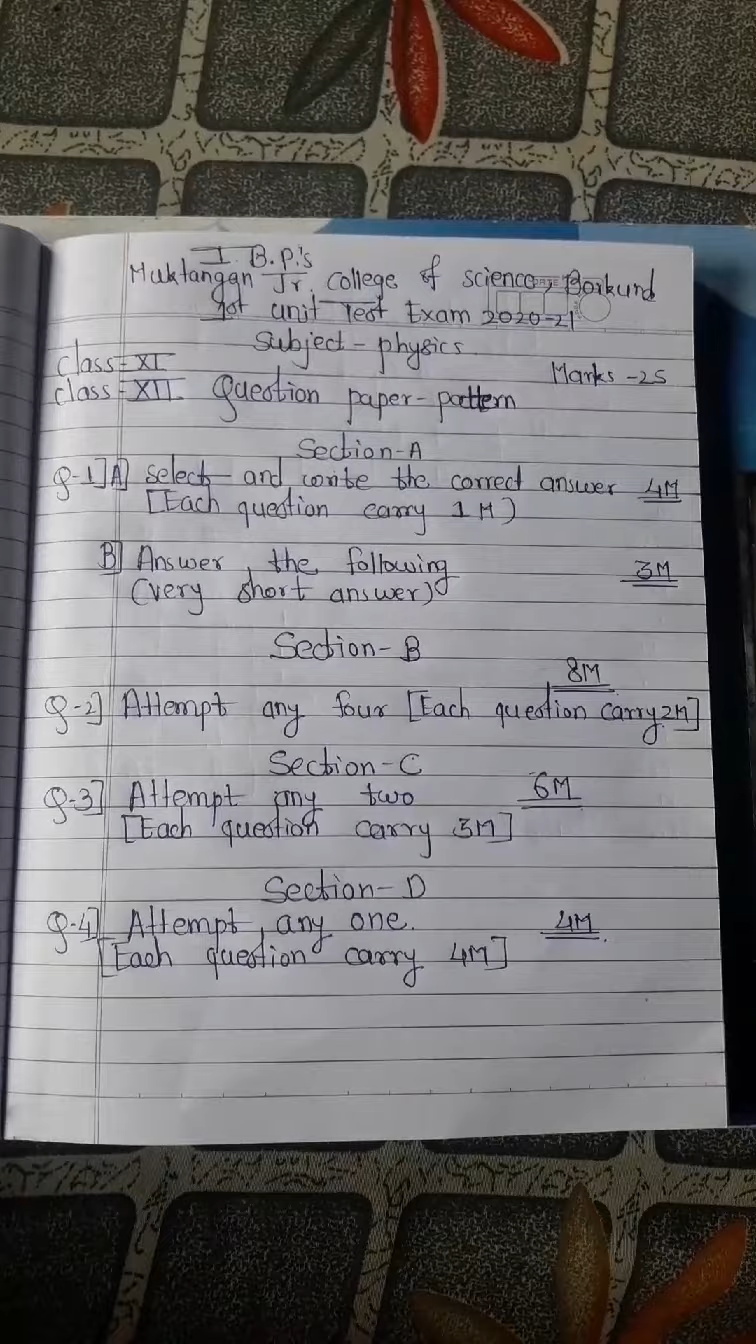 I. B. P.'s
Muktangan Jr. college of science, Borkund
1st unit Test Exam 2020-21
Subject - physics
class - XI
Marks - 25
class - XII Question paper - pattern
Section - A
Q-1] A] select and write the correct answer 4M
[Each question carry 1M)
B] Answer the following 3M
(very short answer)
Section - B
8M
Q-2] Attempt any four [Each question carry 2M]
Section - C
Q-3] Attempt any two 6M
[Each question carry 3M]
Section - D
Q-4] Attempt any one. 4M
[Each question carry 4M]